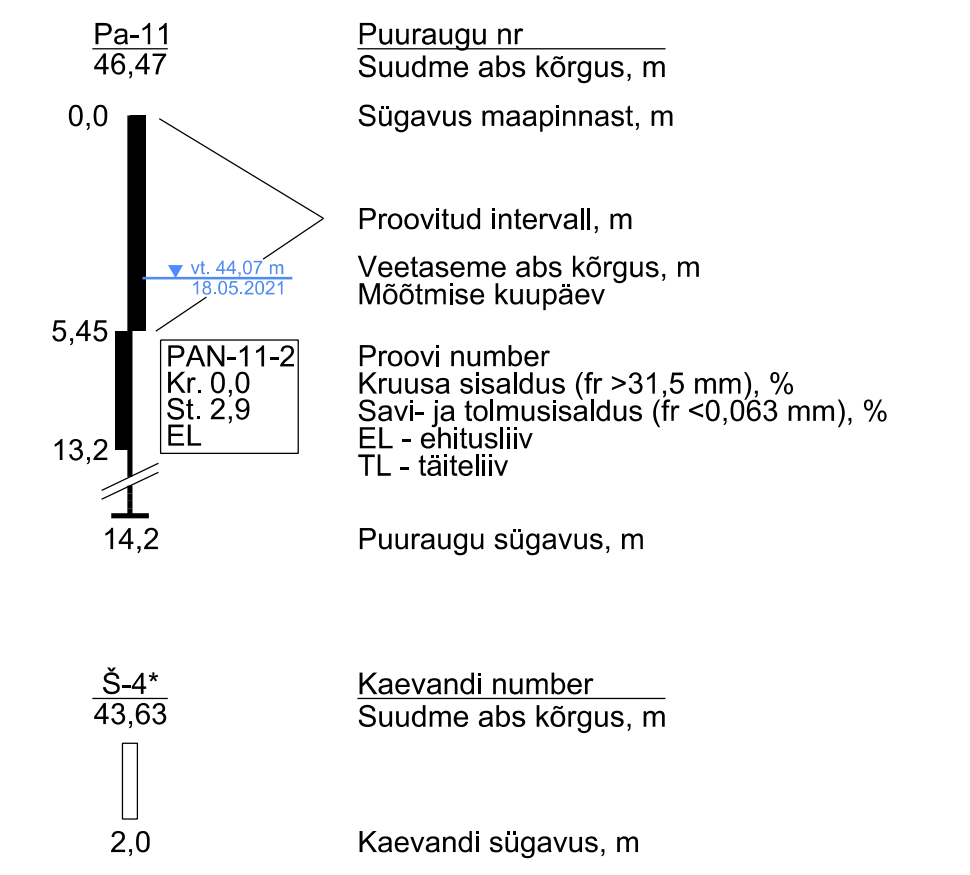 Pa-11 Puuraugu nr
46,47 Suudme abs kõrgus, m
0,0 Sügavus maapinnast, m
Proovitud intervall, m
vt. 44,07 m Veetaseme abs kõrgus, m
18.05.2021 Mõõtmise kuupäev
5,45
PAN-11-2 Proovi number
Kr. 0,0 Kruusa sisaldus (fr >31,5 mm), %
St. 2,9 Savi- ja tolmusisaldus (fr <0,063 mm), %
EL EL - ehitusliiv
13,2 TL - täiteliiv
14,2 Puuraugu sügavus, m
Š-4* Kaevandi number
43,63 Suudme abs kõrgus, m
2,0 Kaevandi sügavus, m